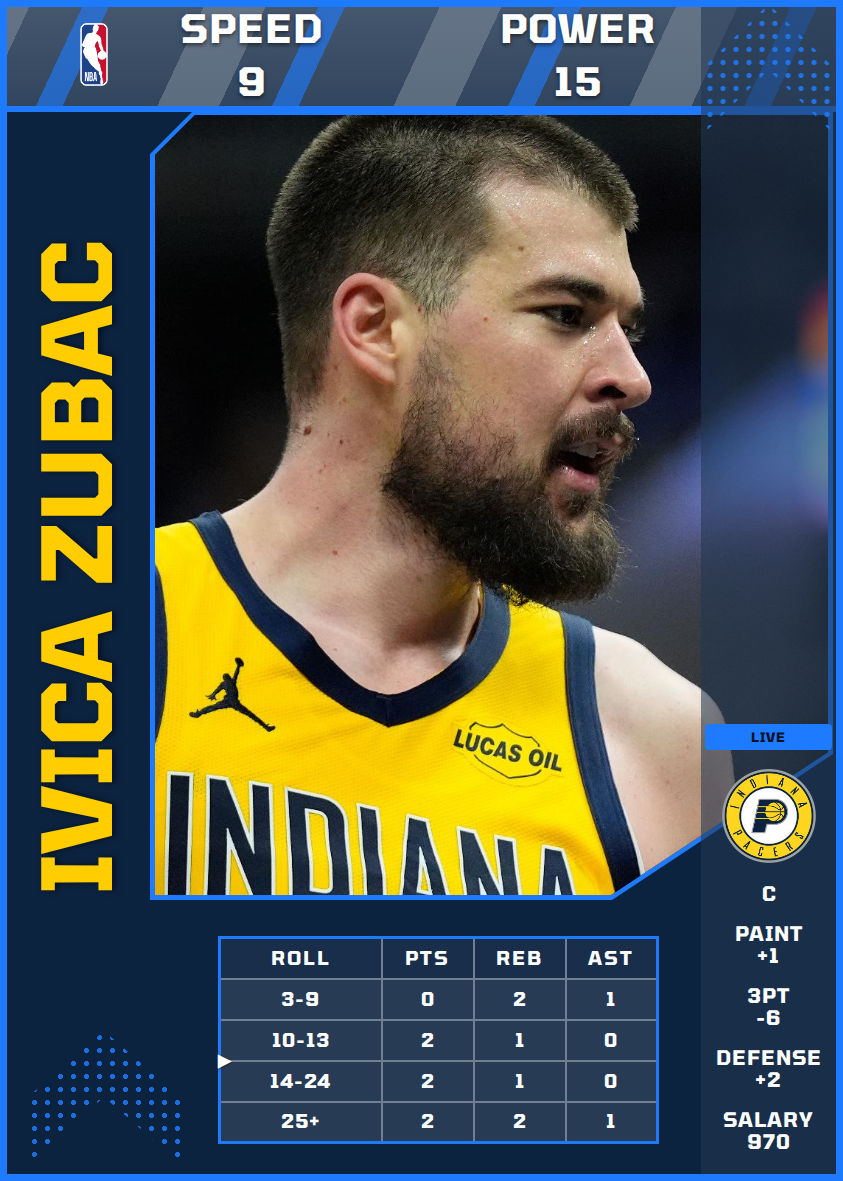 SPEED
9
POWER
15
NBA
IVICA ZUBAC
LUCAS OIL
INDIANA
LIVE
INDIANA
PACERS
C
PAINT
+1
3PT
-6
DEFENSE
+2
SALARY
970
ROLL PTS REB AST
3-9 0 2 1
10-13 2 1 0
14-24 2 1 0
25+ 2 2 1